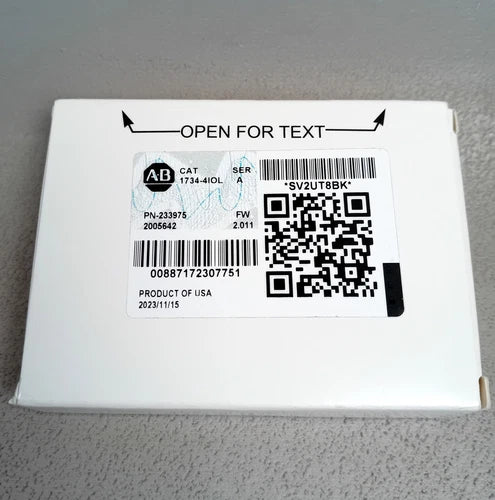 OPEN FOR TEXT
A-B
CAT SER
1734-4IOL A
*SV2UT8BK*
PN-233975 FW
2005642 2.011
00887172307751
PRODUCT OF USA
2023/11/15